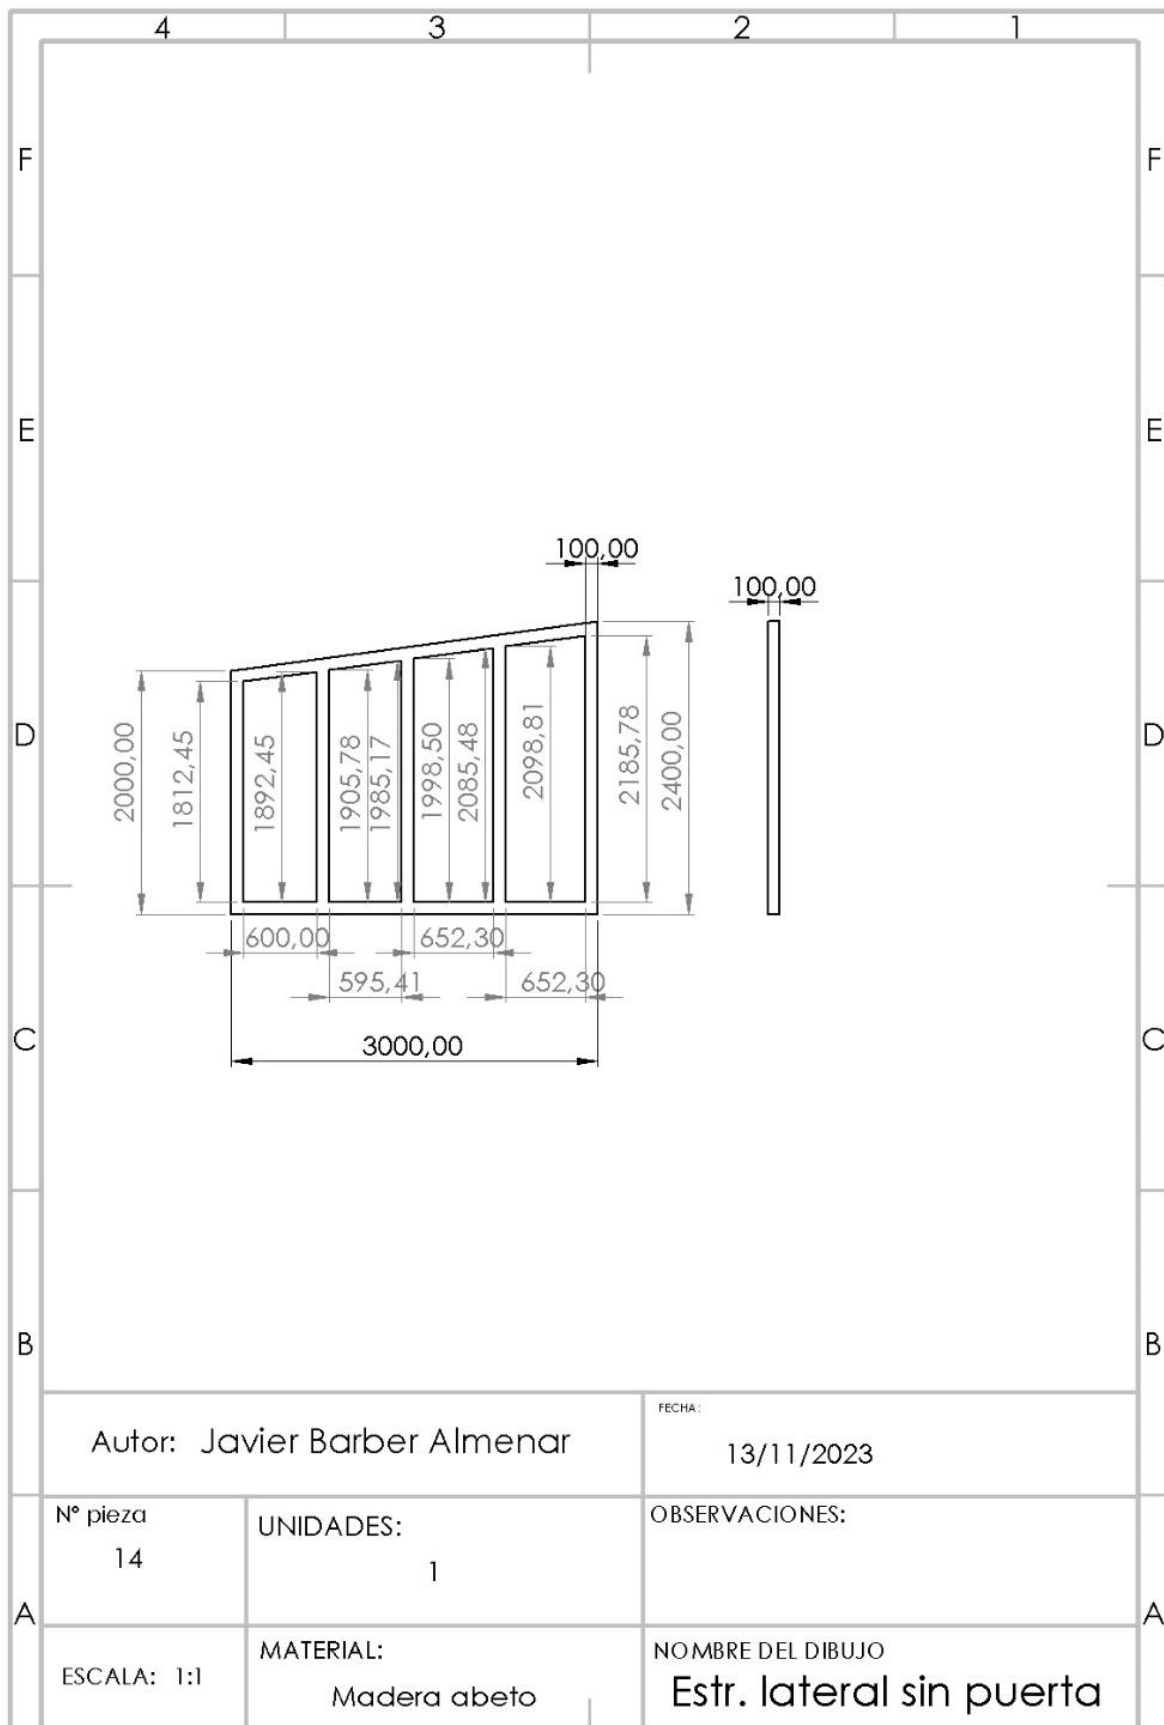 4 3 2 1
F F
E E
100,00
100,00
D D
2000,00 1812,45 1892,45 1905,78 1985,17 1998,50 2085,48 2098,81 2185,78 2400,00
600,00 652,30
595,41 652,30
C C
3000,00
B B
FECHA:
Autor: Javier Barber Almenar
13/11/2023
Nº pieza
14
UNIDADES:
1
OBSERVACIONES:
A A
ESCALA: 1:1
MATERIAL:
Madera abeto
NOMBRE DEL DIBUJO
Estr. lateral sin puerta